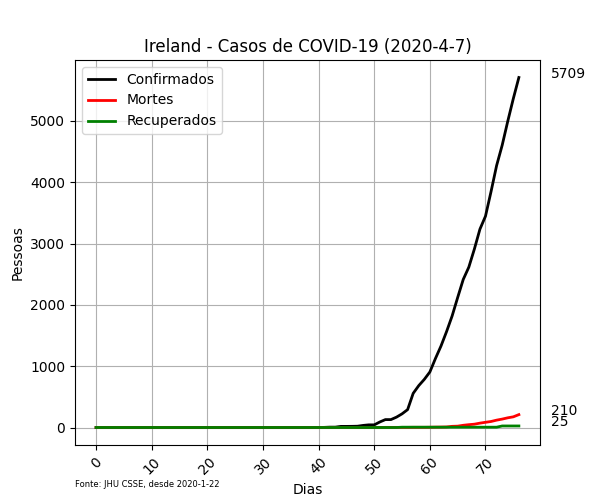 Ireland - Casos de COVID-19 (2020-4-7)
Confirmados
Mortes
Recuperados
5709
5000
4000
3000
2000
1000
0
210
25
Pessoas
0 10 20 30 40 50 60 70
Fonte: JHU CSSE, desde 2020-1-22
Dias